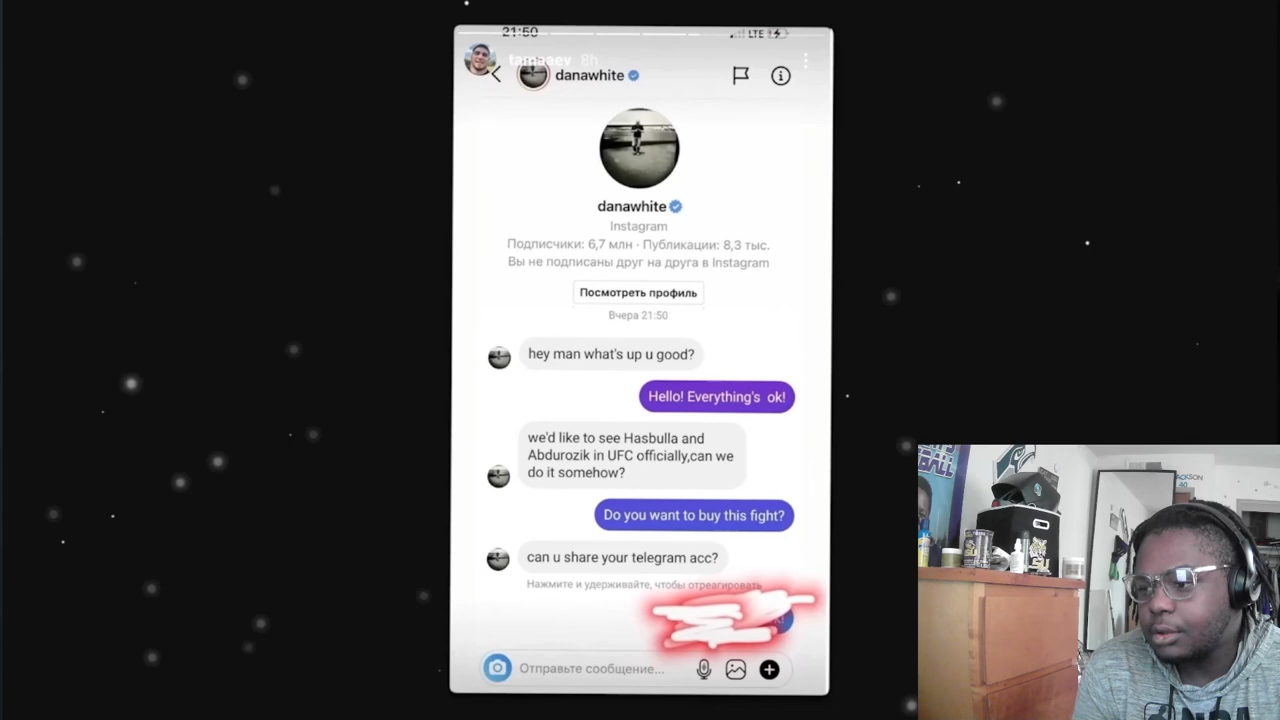 21:50
LTE
tamaaev 8h
danawhite
danawhite
Instagram
Подписчики: 6,7 млн · Публикации: 8,3 тыс.
Вы не подписаны друг на друга в Instagram
Посмотреть профиль
Вчера 21:50
hey man what's up u good?
Hello! Everything's ok!
we'd like to see Hasbulla and
Abdurozik in UFC officially,can we
do it somehow?
Do you want to buy this fight?
can u share your telegram acc?
Нажмите и удерживайте, чтобы отреагировать
Отправьте сообщение...
JACKSON